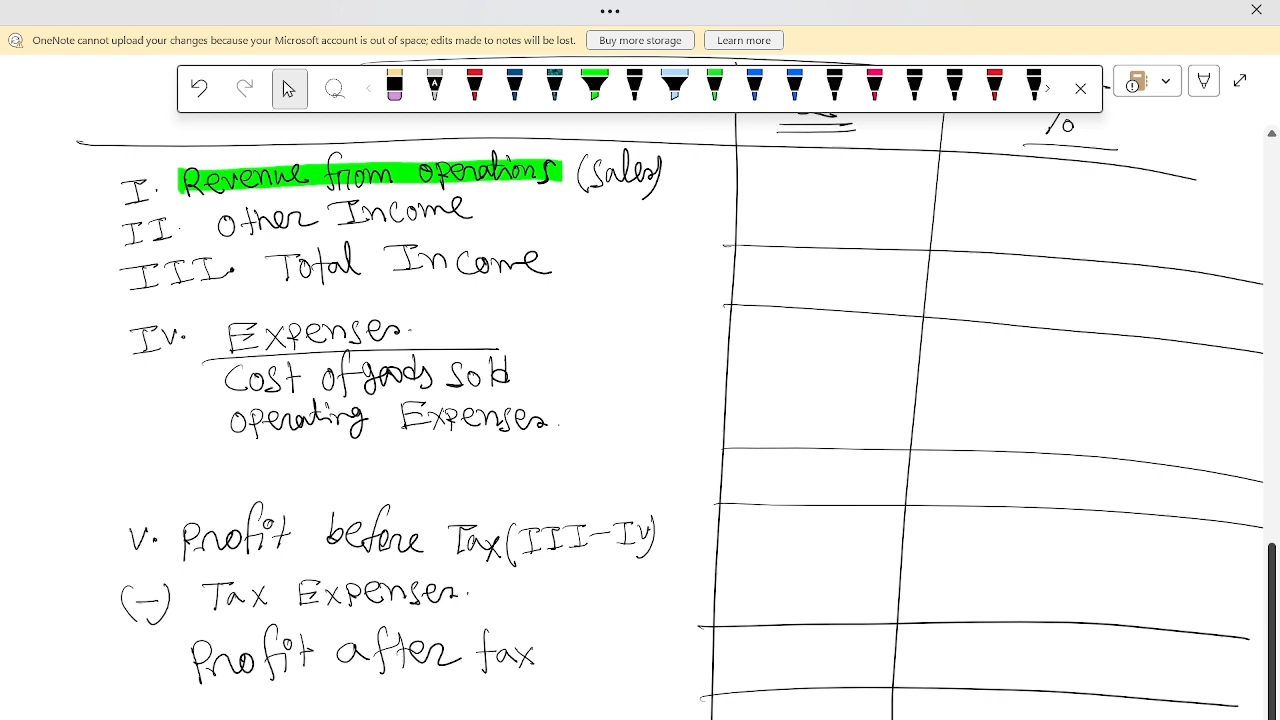 OneNote cannot upload your changes because your Microsoft account is out of space; edits made to notes will be lost. Buy more storage Learn more
%
I. Revenue from operations (Sales)
II. Other Income
III. Total Income
IV. Expenses.
Cost of goods sold
operating Expenses.
V. Profit before Tax (III-IV)
(-) Tax Expenses.
Profit after tax